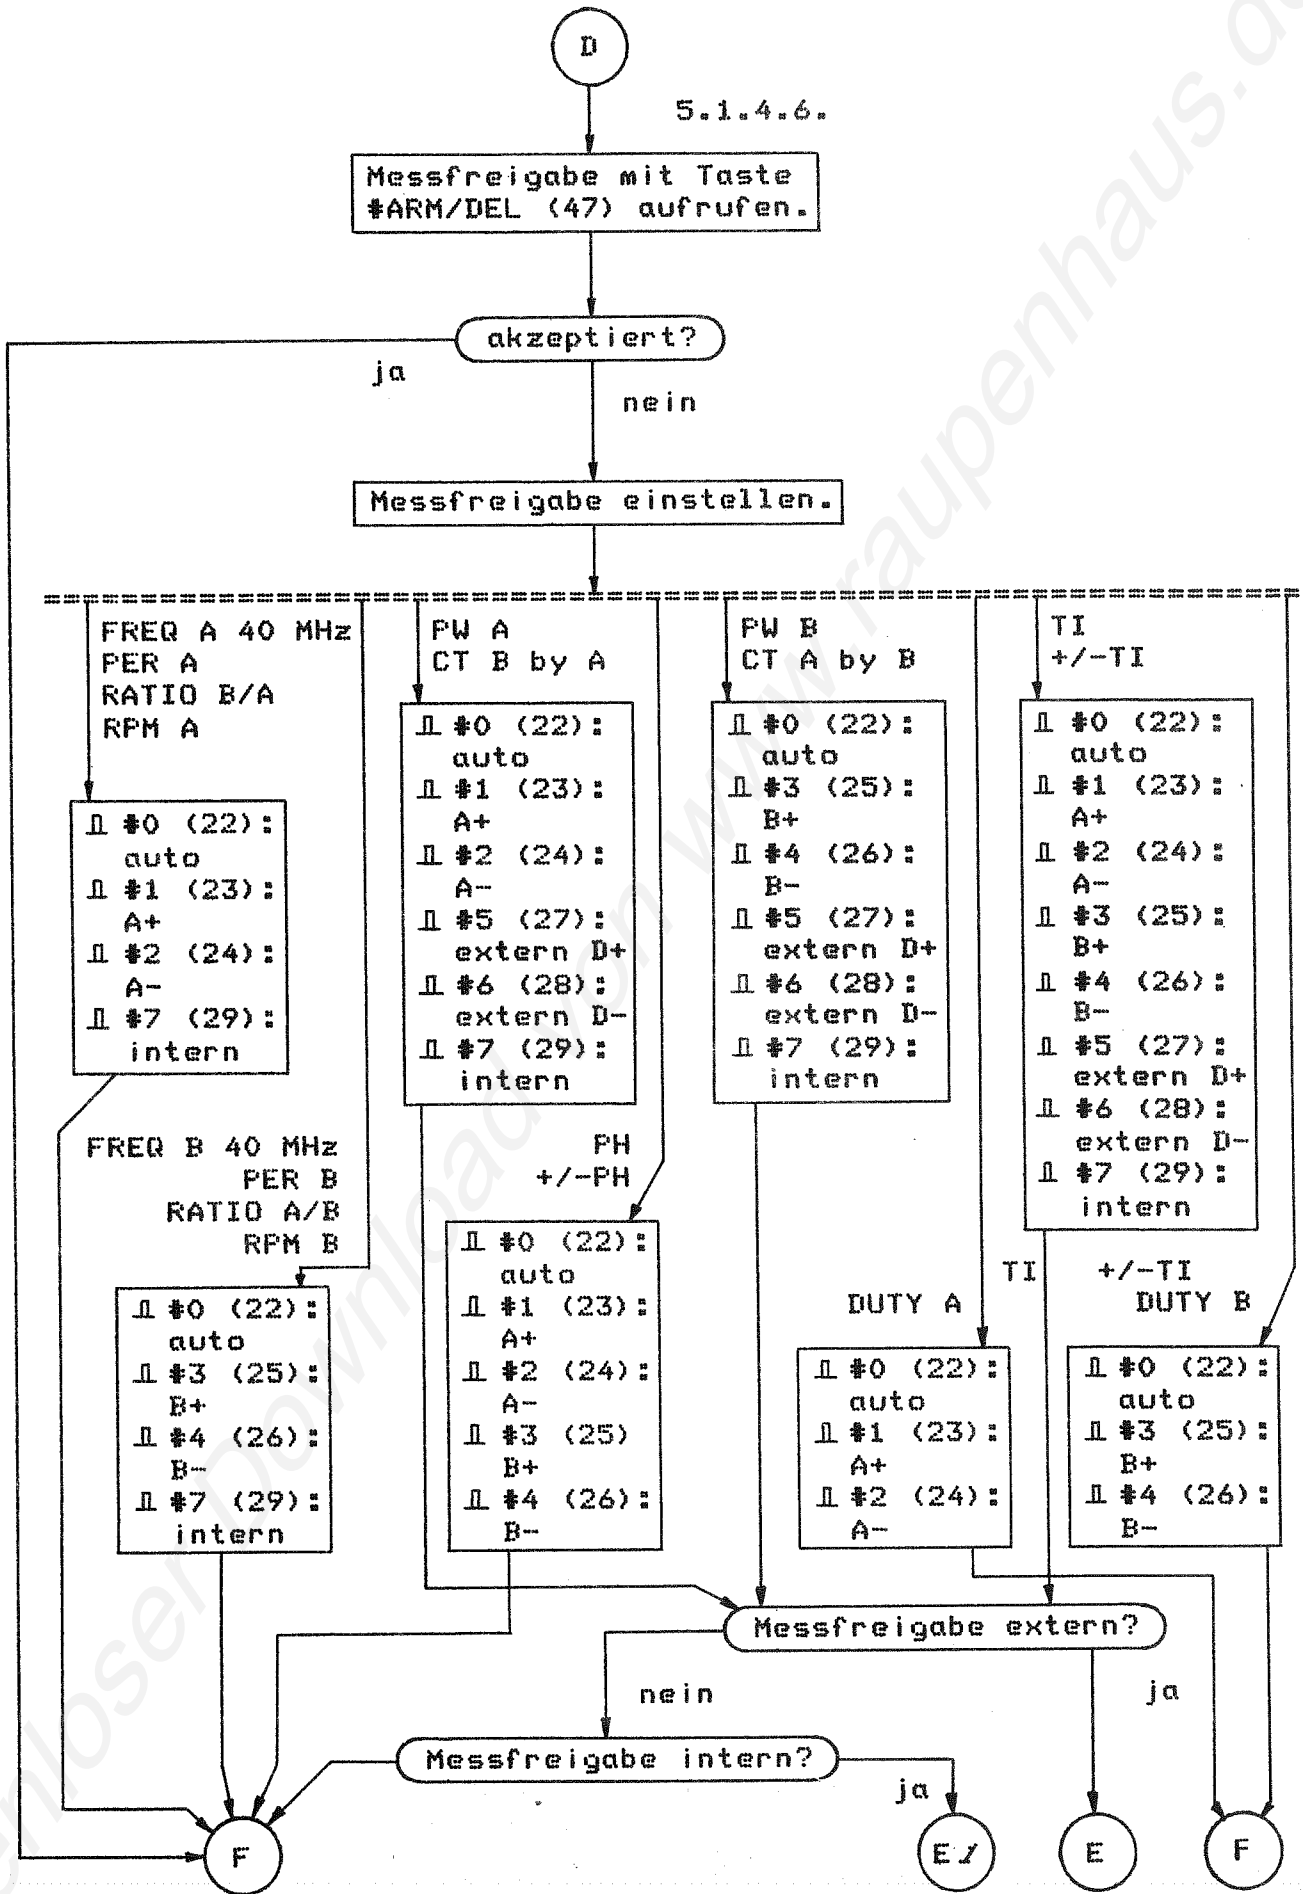 D
5.1.4.6.
Messfreigabe mit Taste
#ARM/DEL (47) aufrufen.
akzeptiert?
ja
nein
Messfreigabe einstellen.
FREQ A 40 MHz
PER A
RATIO B/A
RPM A
#0 (22):
auto
#1 (23):
A+
#2 (24):
A-
#7 (29):
intern
FREQ B 40 MHz
PER B
RATIO A/B
RPM B
#0 (22):
auto
#3 (25):
B+
#4 (26):
B-
#7 (29):
intern
PW A
CT B by A
#0 (22):
auto
#1 (23):
A+
#2 (24):
A-
#5 (27):
extern D+
#6 (28):
extern D-
#7 (29):
intern
PH
+/-PH
#0 (22):
auto
#1 (23):
A+
#2 (24):
A-
#3 (25)
B+
#4 (26):
B-
PW B
CT A by B
#0 (22):
auto
#3 (25):
B+
#4 (26):
B-
#5 (27):
extern D+
#6 (28):
extern D-
#7 (29):
intern
DUTY A
#0 (22):
auto
#1 (23):
A+
#2 (24):
A-
TI
+/-TI
#0 (22):
auto
#1 (23):
A+
#2 (24):
A-
#3 (25):
B+
#4 (26):
B-
#5 (27):
extern D+
#6 (28):
extern D-
#7 (29):
intern
TI +/-TI
DUTY B
#0 (22):
auto
#3 (25):
B+
#4 (26):
B-
Messfreigabe extern?
nein
ja
Messfreigabe intern?
ja
F
E1
E
F